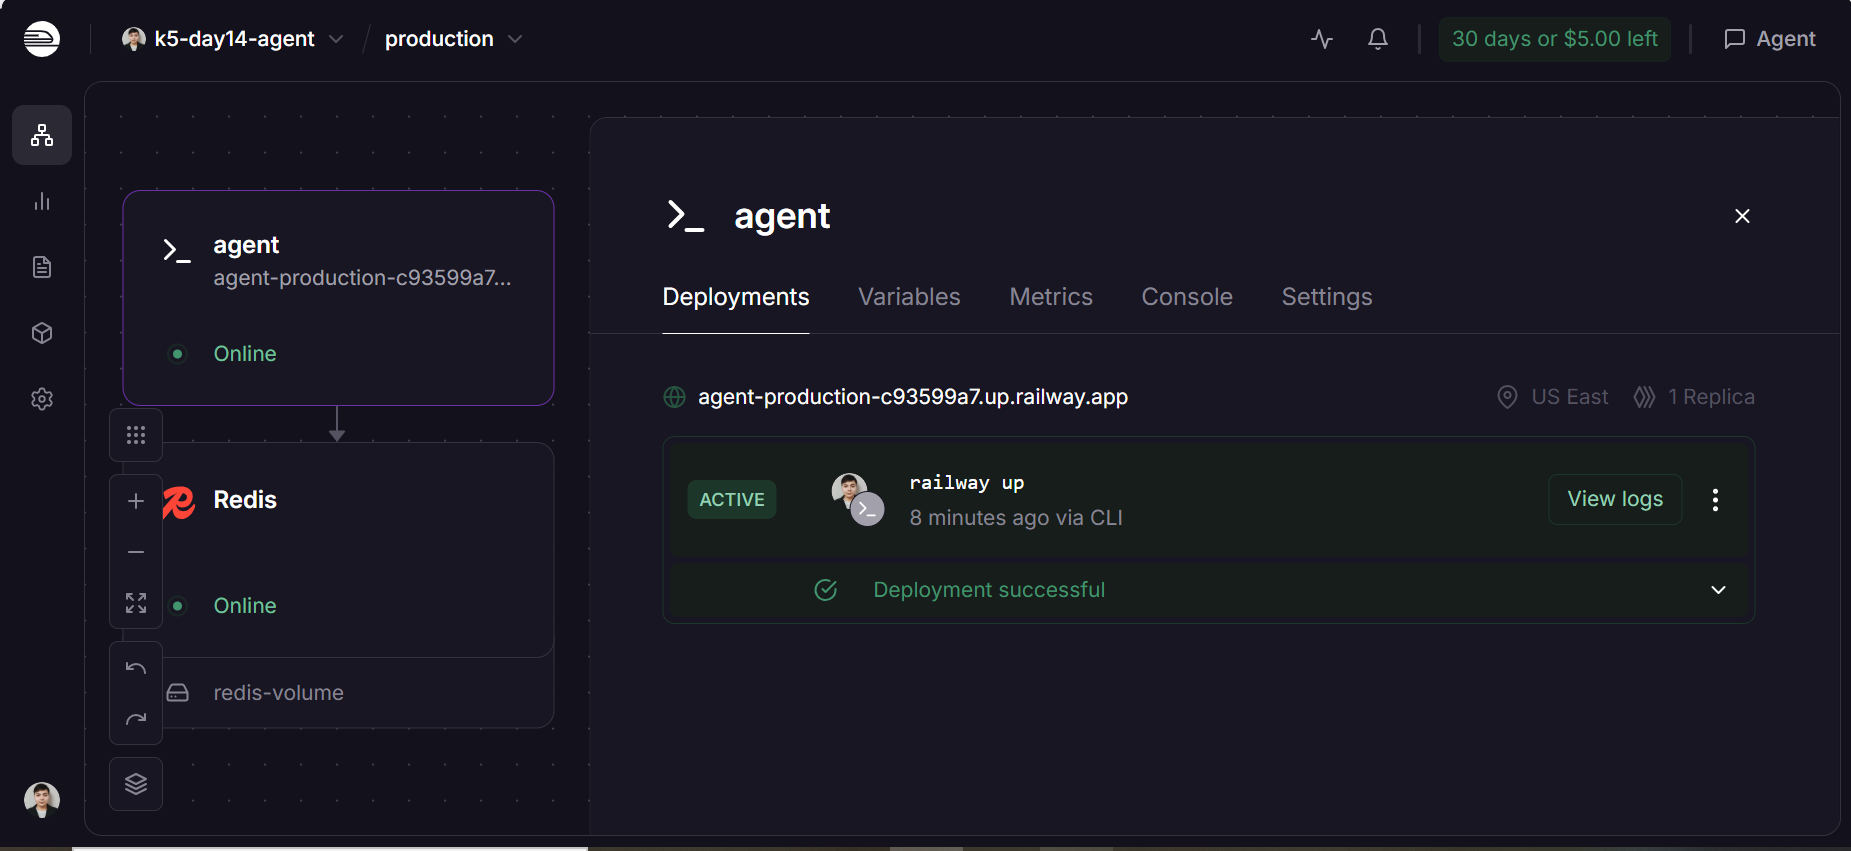 k5-day14-agent / production
30 days or $5.00 left
Agent
agent
agent-production-c93599a7...
Online
Redis
Online
redis-volume
agent
Deployments Variables Metrics Console Settings
agent-production-c93599a7.up.railway.app
US East 1 Replica
ACTIVE
railway up
8 minutes ago via CLI
View logs
Deployment successful